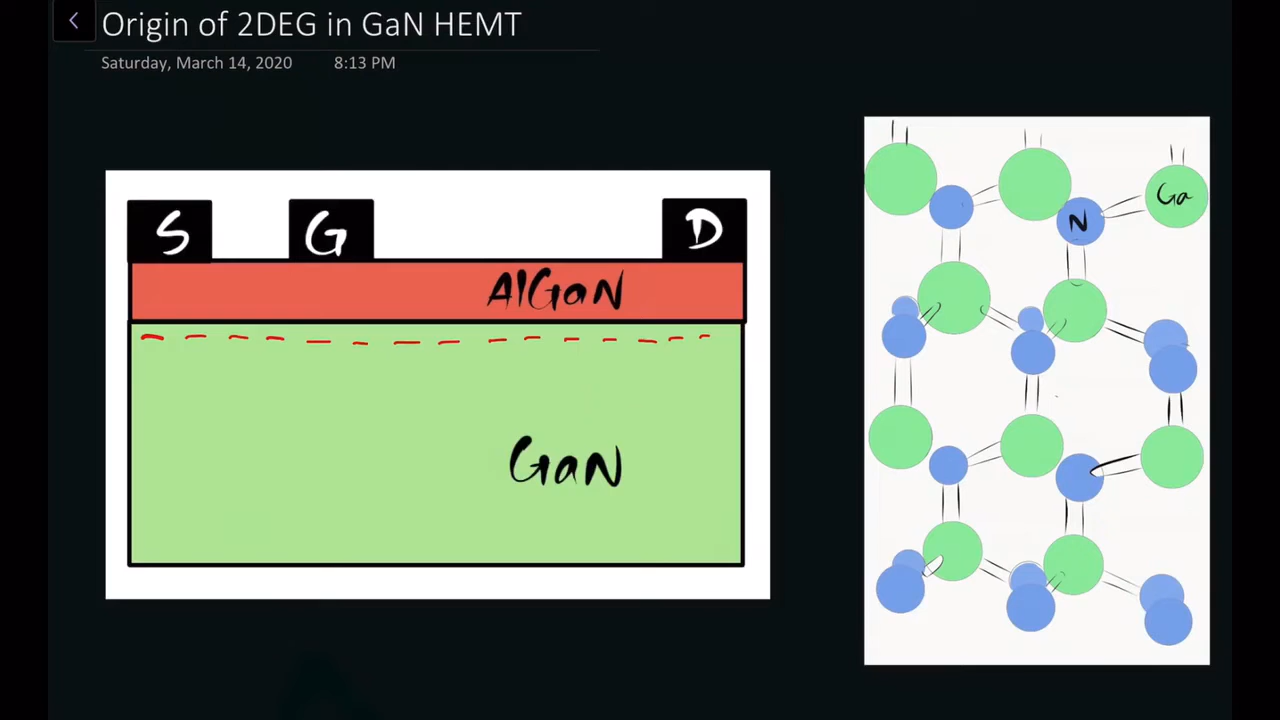 Origin of 2DEG in GaN HEMT
Saturday, March 14, 2020 8:13 PM
S G D
AlGaN
GaN
Ga
N